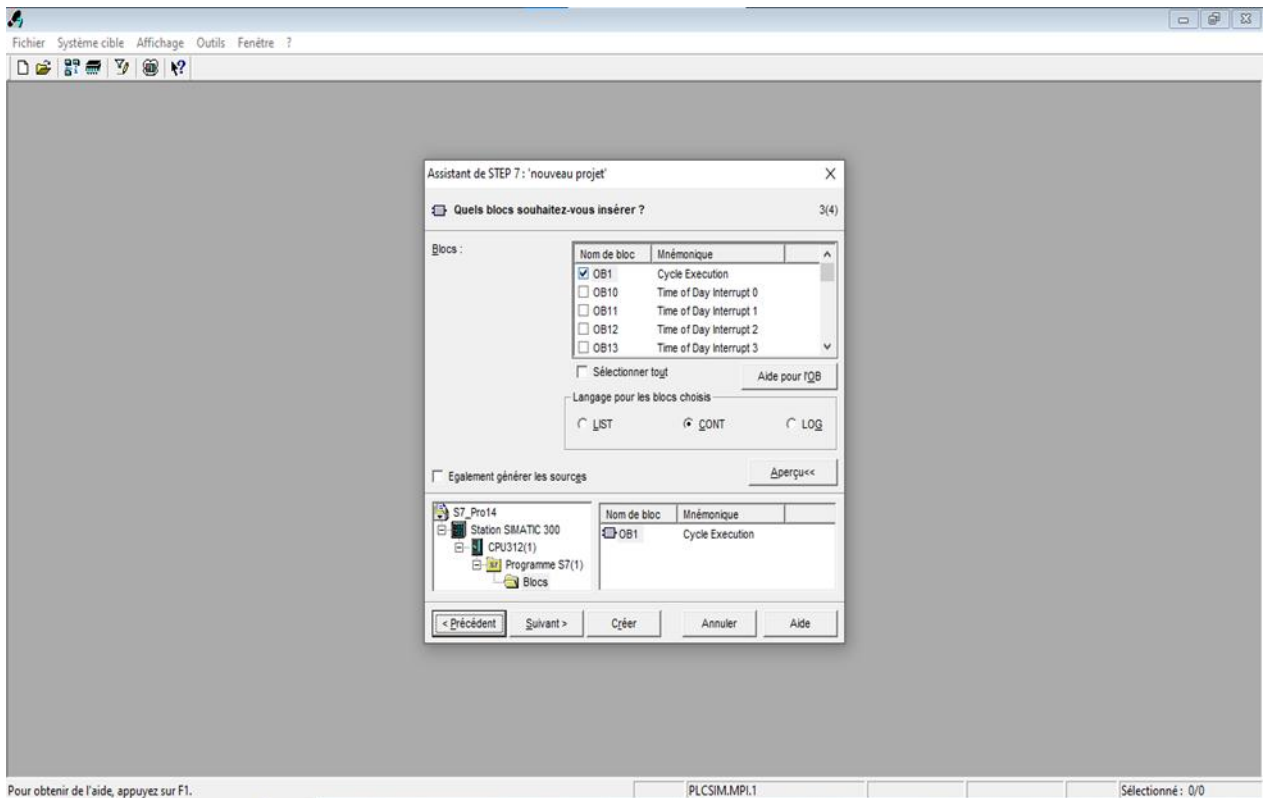 Fichier Système cible Affichage Outils Fenêtre ?
Assistant de STEP 7 : 'nouveau projet'
Quels blocs souhaitez-vous insérer ? 3(4)
Blocs :
Nom de bloc Mnémonique
OB1 Cycle Execution
OB10 Time of Day Interrupt 0
OB11 Time of Day Interrupt 1
OB12 Time of Day Interrupt 2
OB13 Time of Day Interrupt 3
Sélectionner tout
Aide pour l'OB
Langage pour les blocs choisis
LIST CONT LOG
Egalement générer les sources
Aperçu<<
S7_Pro14
Station SIMATIC 300
CPU312(1)
Programme S7(1)
Blocs
Nom de bloc Mnémonique
OB1 Cycle Execution
< Précédent Suivant > Créer Annuler Aide
Pour obtenir de l'aide, appuyez sur F1. PLCSIM.MPI.1 Sélectionné : 0/0